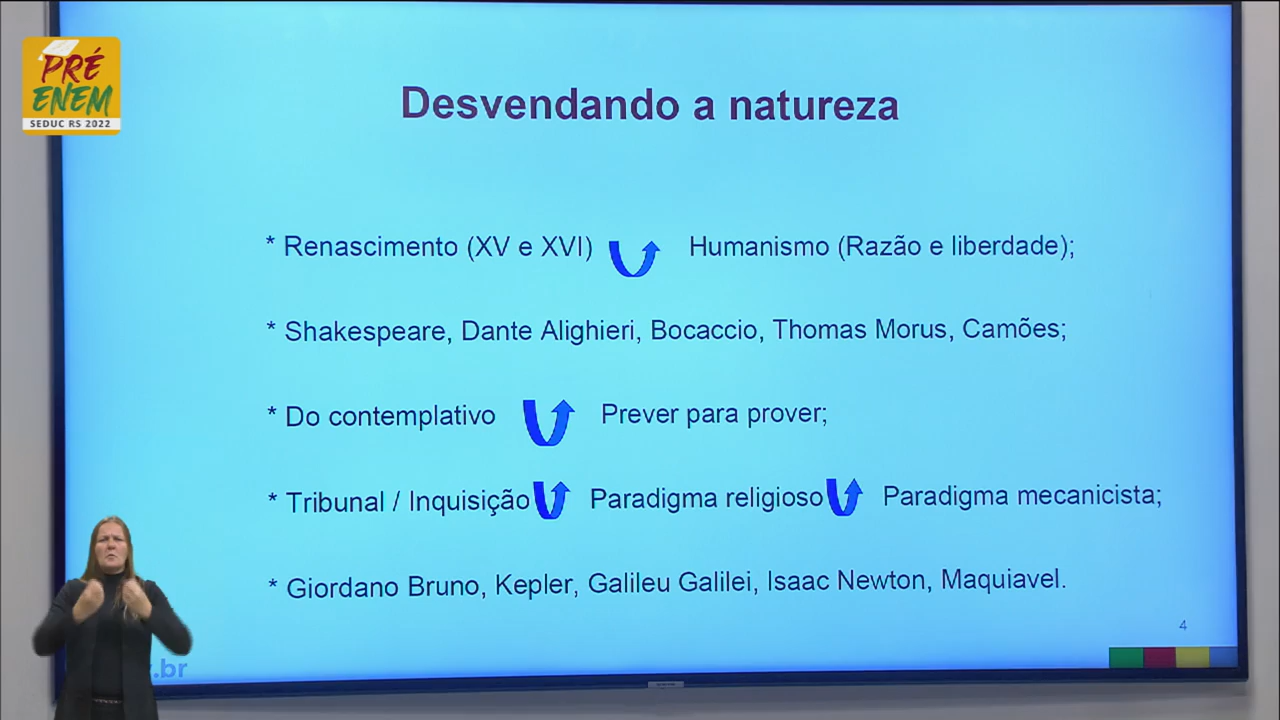 PRÉ
ENEM
SEDUC RS 2022
Desvendando a natureza
* Renascimento (XV e XVI) Humanismo (Razão e liberdade);
* Shakespeare, Dante Alighieri, Bocaccio, Thomas Morus, Camões;
* Do contemplativo Prever para prover;
* Tribunal / Inquisição Paradigma religioso Paradigma mecanicista;
* Giordano Bruno, Kepler, Galileu Galilei, Isaac Newton, Maquiavel.
4
.br